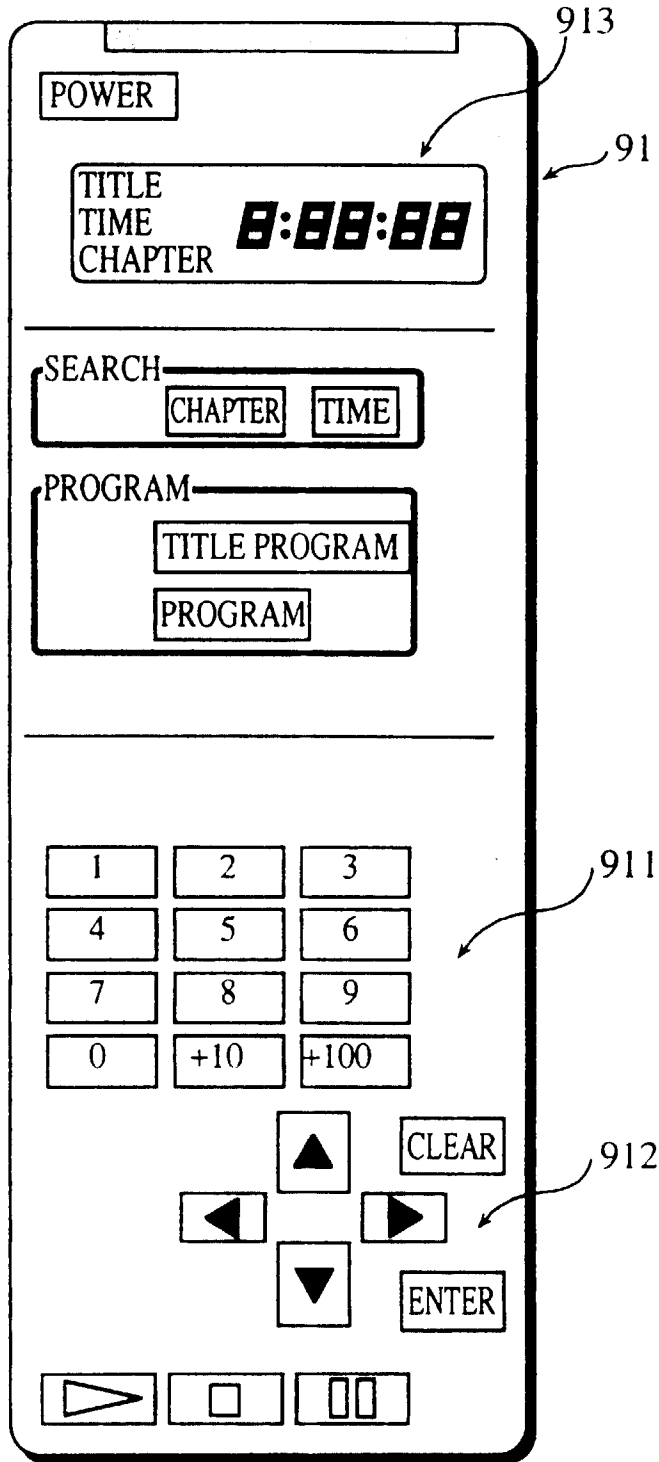 913
POWER
91
TITLE
TIME 8:88:88
CHAPTER
SEARCH
CHAPTER TIME
PROGRAM
TITLE PROGRAM
PROGRAM
1 2 3
911
4 5 6
7 8 9
0 +10 +100
CLEAR
912
ENTER